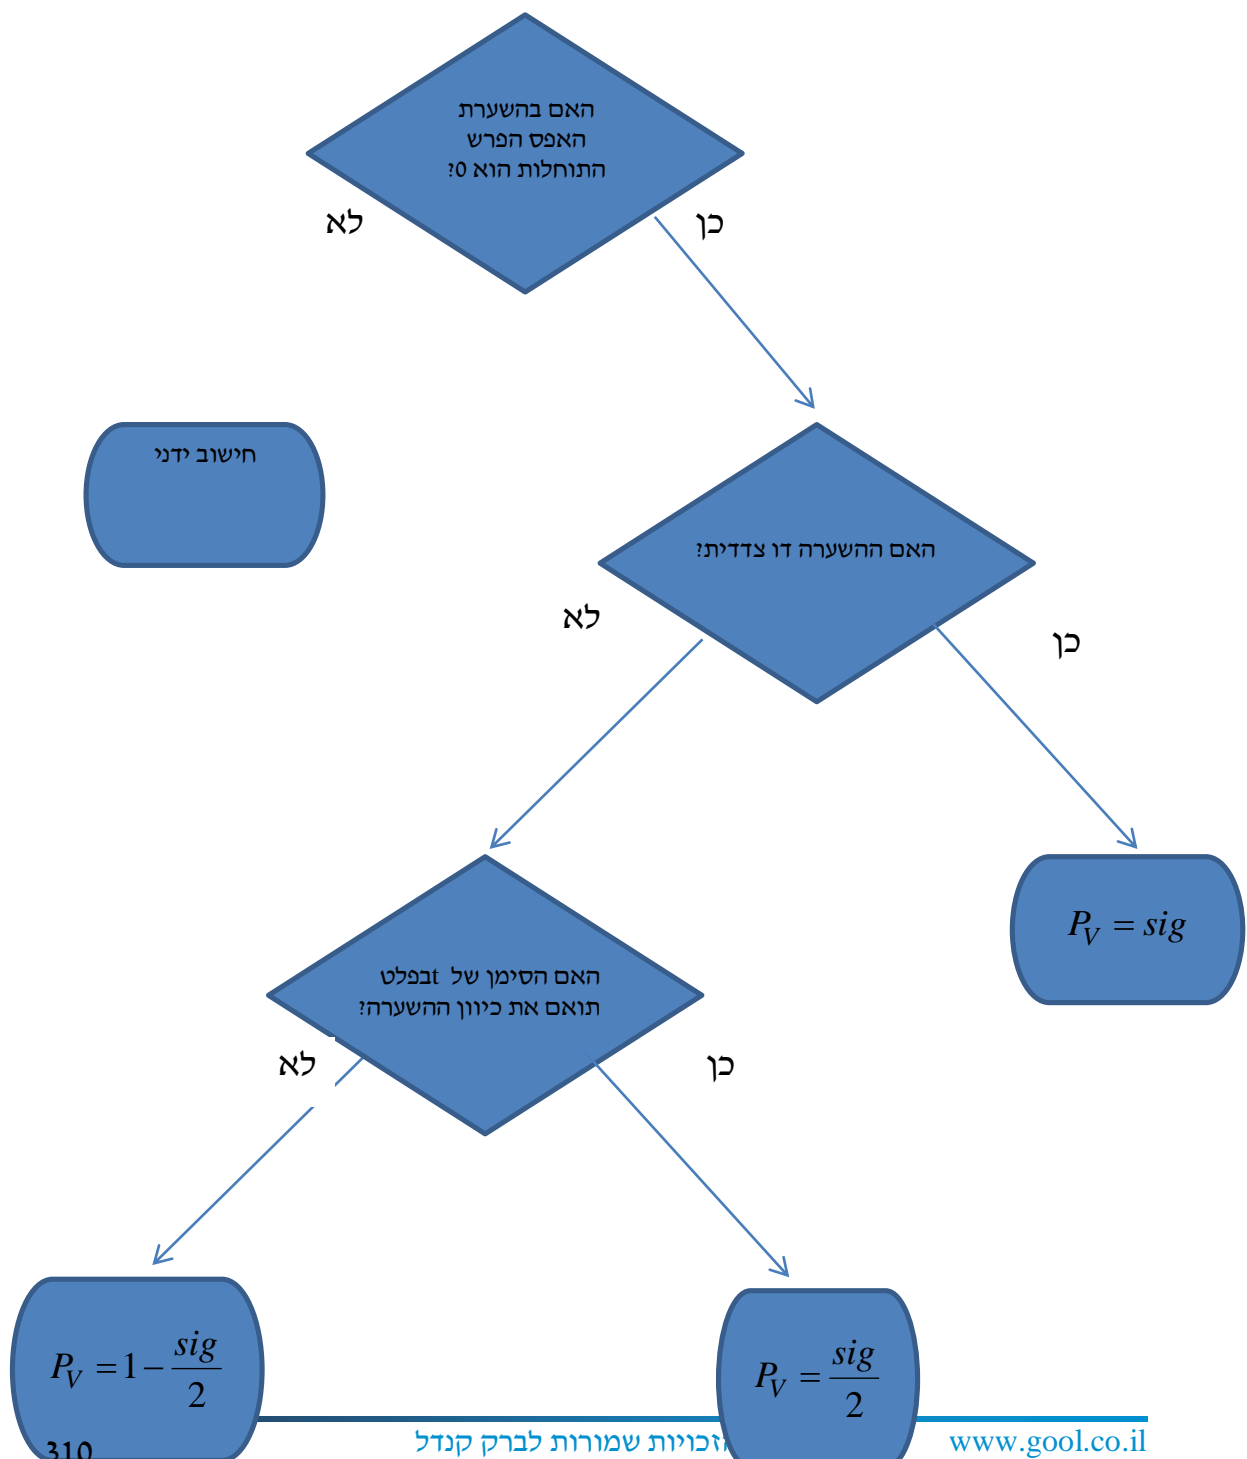 האם בהשערת
האפס הפרש
התוחלות הוא 0?
לא
כן
חישוב ידני
האם ההשערה דו צדדית?
לא
כן
P_V = sig
האם הסימן של tבפלט
תואם את כיוון ההשערה?
לא
כן
P_V = 1 - sig/2
P_V = sig/2
310
זכויות שמורות לברק קנדל
www.gool.co.il